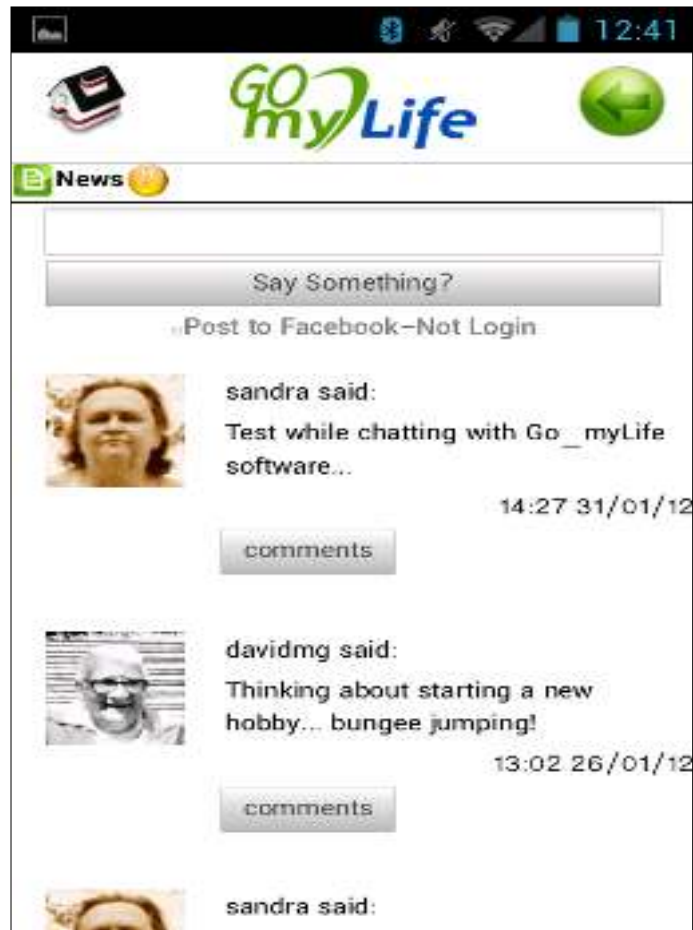 12:41
GO
my Life
News
Say Something?
Post to Facebook-Not Login
sandra said:
Test while chatting with Go_myLife
software...
14:27 31/01/12
comments
davidmg said:
Thinking about starting a new
hobby... bungee jumping!
13:02 26/01/12
comments
sandra said: